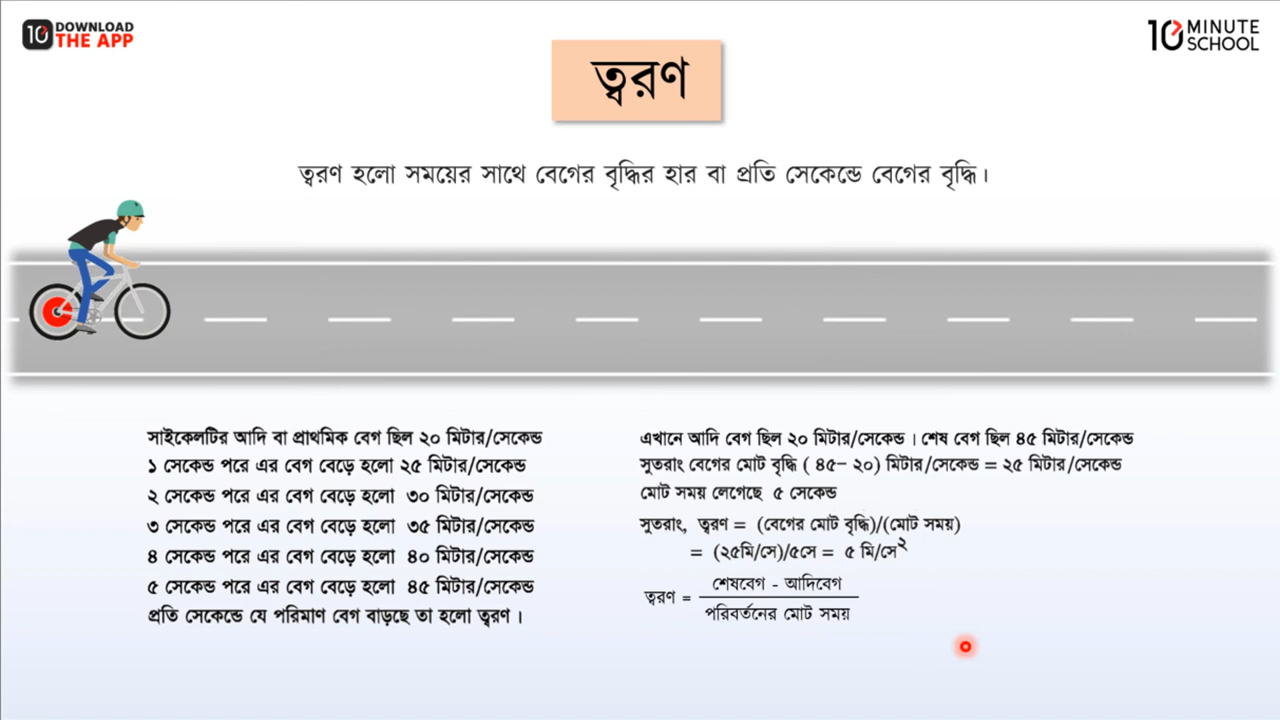 DOWNLOAD
THE APP
10 MINUTE
SCHOOL
ত্বরণ
ত্বরণ হলো সময়ের সাথে বেগের বৃদ্ধির হার বা প্রতি সেকেন্ডে বেগের বৃদ্ধি।
সাইকেলটির আদি বা প্রাথমিক বেগ ছিল ২০ মিটার/সেকেন্ড
১ সেকেন্ড পরে এর বেগ বেড়ে হলো ২৫ মিটার/সেকেন্ড
২ সেকেন্ড পরে এর বেগ বেড়ে হলো ৩০ মিটার/সেকেন্ড
৩ সেকেন্ড পরে এর বেগ বেড়ে হলো ৩৫ মিটার/সেকেন্ড
৪ সেকেন্ড পরে এর বেগ বেড়ে হলো ৪০ মিটার/সেকেন্ড
৫ সেকেন্ড পরে এর বেগ বেড়ে হলো ৪৫ মিটার/সেকেন্ড
প্রতি সেকেন্ডে যে পরিমাণ বেগ বাড়ছে তা হলো ত্বরণ।
এখানে আদি বেগ ছিল ২০ মিটার/সেকেন্ড। শেষ বেগ ছিল ৪৫ মিটার/সেকেন্ড
সুতরাং বেগের মোট বৃদ্ধি ( ৪৫– ২০) মিটার/সেকেন্ড = ২৫ মিটার/সেকেন্ড
মোট সময় লেগেছে ৫ সেকেন্ড
সুতরাং, ত্বরণ = (বেগের মোট বৃদ্ধি)/(মোট সময়)
= (২৫মি/সে)/৫সে = ৫ মি/সে২
ত্বরণ = শেষবেগ - আদিবেগ
পরিবর্তনের মোট সময়